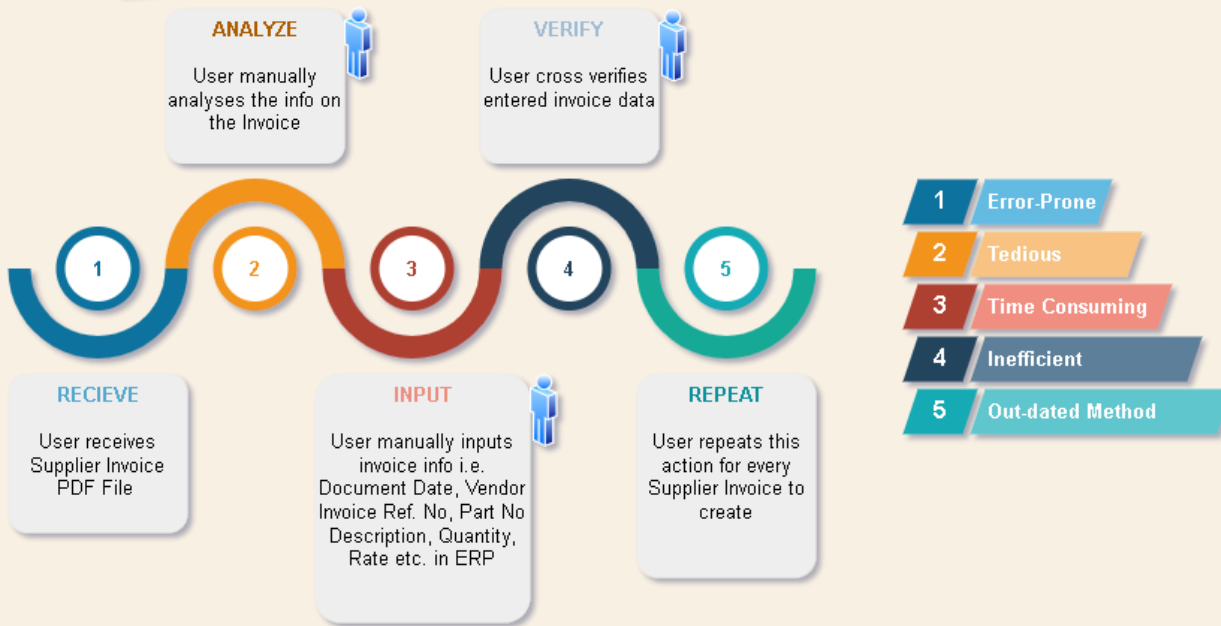 ANALYZE
User manually
analyses the info on
the Invoice
VERIFY
User cross verifies
entered invoice data
1
2
3
4
5
RECIEVE
User receives
Supplier Invoice
PDF File
INPUT
User manually inputs
invoice info i.e.
Document Date, Vendor
Invoice Ref. No, Part No
Description, Quantity,
Rate etc. in ERP
REPEAT
User repeats this
action for every
Supplier Invoice to
create
1 Error-Prone
2 Tedious
3 Time Consuming
4 Inefficient
5 Out-dated Method